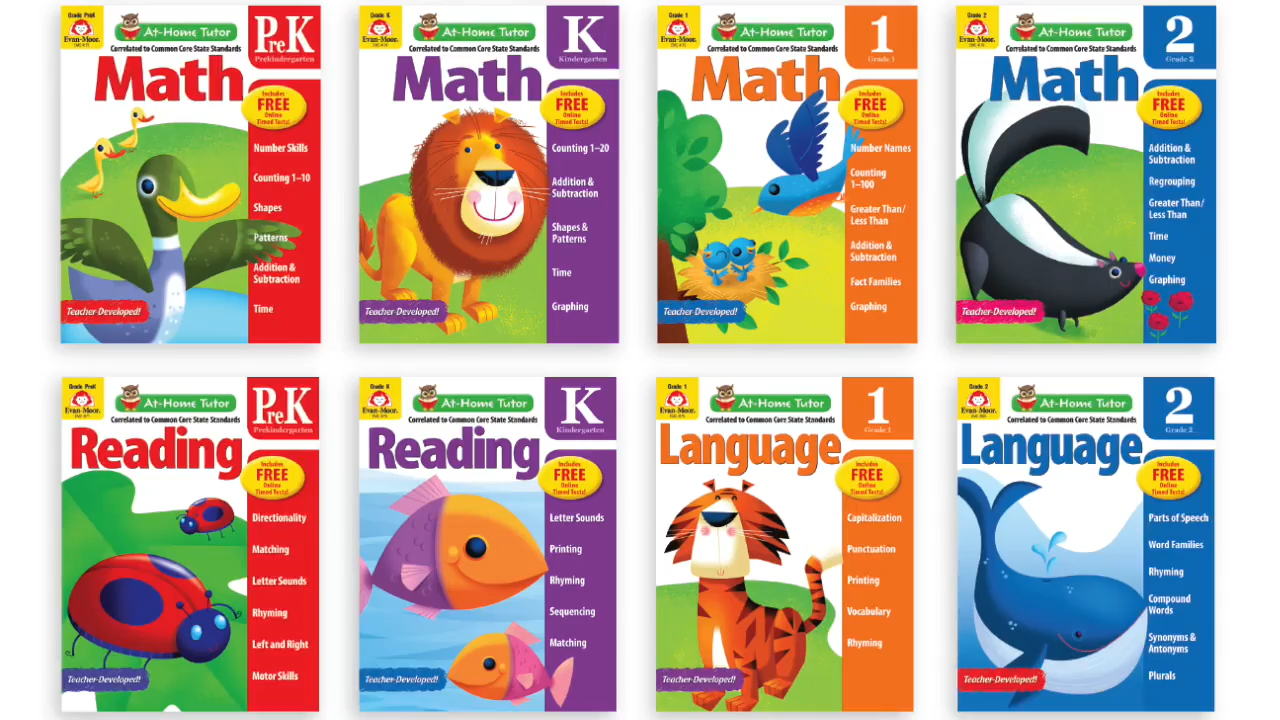 Grade PreK
Evan-Moor.
At-Home Tutor
Correlated to Common Core State Standards
PreK
Prekindergarten
Math
Includes
FREE
Online
Timed Tests!
Number Skills
Counting 1–10
Shapes
Patterns
Addition &
Subtraction
Time
Teacher-Developed!
Grade K
Evan-Moor.
At-Home Tutor
Correlated to Common Core State Standards
K
Kindergarten
Math
Includes
FREE
Online
Timed Tests!
Counting 1–20
Addition &
Subtraction
Shapes &
Patterns
Time
Graphing
Teacher-Developed!
Grade 1
Evan-Moor.
At-Home Tutor
Correlated to Common Core State Standards
1
Grade 1
Math
Includes
FREE
Online
Timed Tests!
Number Names
Counting
1–100
Greater Than/
Less Than
Addition &
Subtraction
Fact Families
Graphing
Teacher-Developed!
Grade 2
Evan-Moor.
At-Home Tutor
Correlated to Common Core State Standards
2
Grade 2
Math
Includes
FREE
Online
Timed Tests!
Addition &
Subtraction
Regrouping
Greater Than/
Less Than
Time
Money
Graphing
Teacher-Developed!
Grade PreK
Evan-Moor.
At-Home Tutor
Correlated to Common Core State Standards
PreK
Prekindergarten
Reading
Includes
FREE
Online
Timed Tests!
Directionality
Matching
Letter Sounds
Rhyming
Left and Right
Motor Skills
Teacher-Developed!
Grade K
Evan-Moor.
At-Home Tutor
Correlated to Common Core State Standards
K
Kindergarten
Reading
Includes
FREE
Online
Timed Tests!
Letter Sounds
Printing
Rhyming
Sequencing
Matching
Teacher-Developed!
Grade 1
Evan-Moor.
At-Home Tutor
Correlated to Common Core State Standards
1
Grade 1
Language
Includes
FREE
Online
Timed Tests!
Capitalization
Punctuation
Printing
Vocabulary
Rhyming
Teacher-Developed!
Grade 2
Evan-Moor.
At-Home Tutor
Correlated to Common Core State Standards
2
Grade 2
Language
Includes
FREE
Online
Timed Tests!
Parts of Speech
Word Families
Rhyming
Compound
Words
Synonyms &
Antonyms
Plurals
Teacher-Developed!